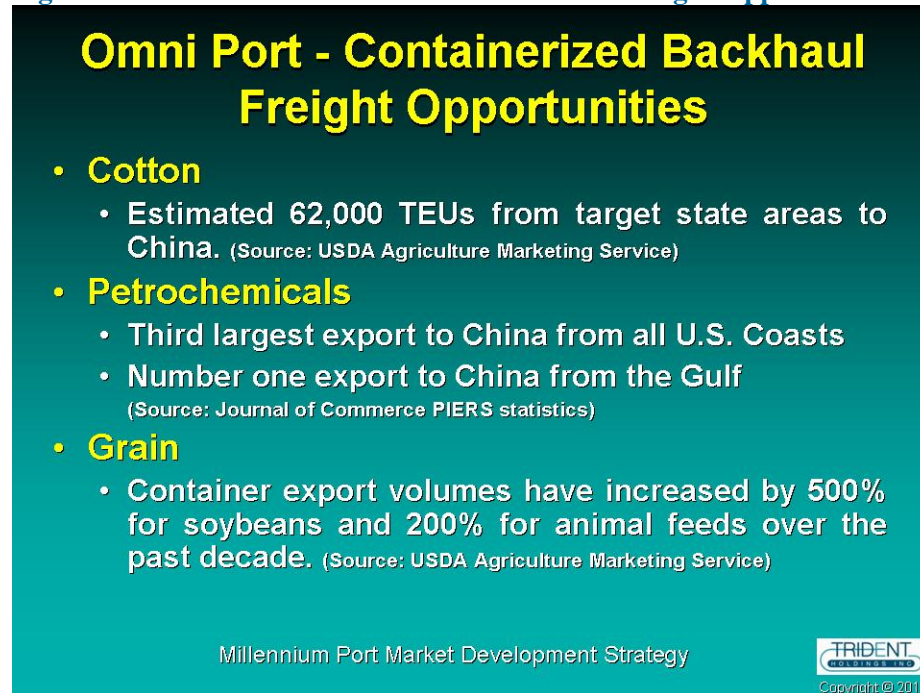 Omni Port - Containerized Backhaul
Freight Opportunities
• Cotton
• Estimated 62,000 TEUs from target state areas to
China. (Source: USDA Agriculture Marketing Service)
• Petrochemicals
• Third largest export to China from all U.S. Coasts
• Number one export to China from the Gulf
(Source: Journal of Commerce PIERS statistics)
• Grain
• Container export volumes have increased by 500%
for soybeans and 200% for animal feeds over the
past decade. (Source: USDA Agriculture Marketing Service)
Millennium Port Market Development Strategy
TRIDENT
HOLDINGS INC
Copyright © 201